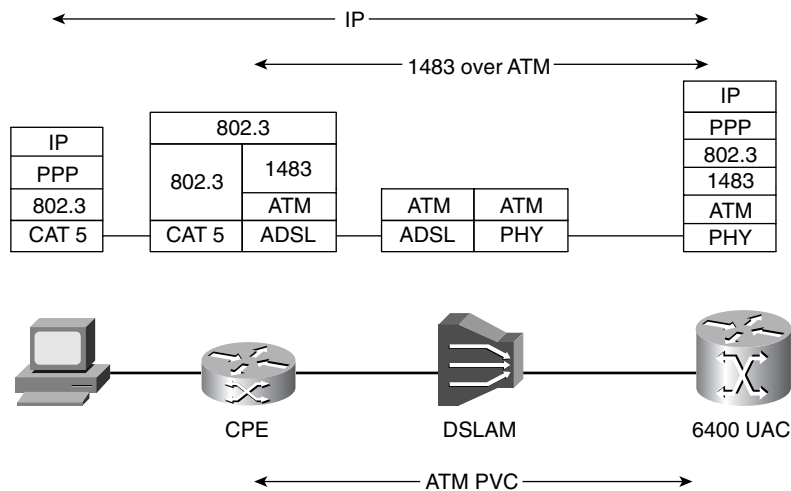 IP
1483 over ATM
IP
PPP
802.3
CAT 5
802.3
802.3
1483
ATM
CAT 5
ADSL
ATM
ATM
ADSL
PHY
IP
PPP
802.3
1483
ATM
PHY
CPE
DSLAM
6400 UAC
ATM PVC